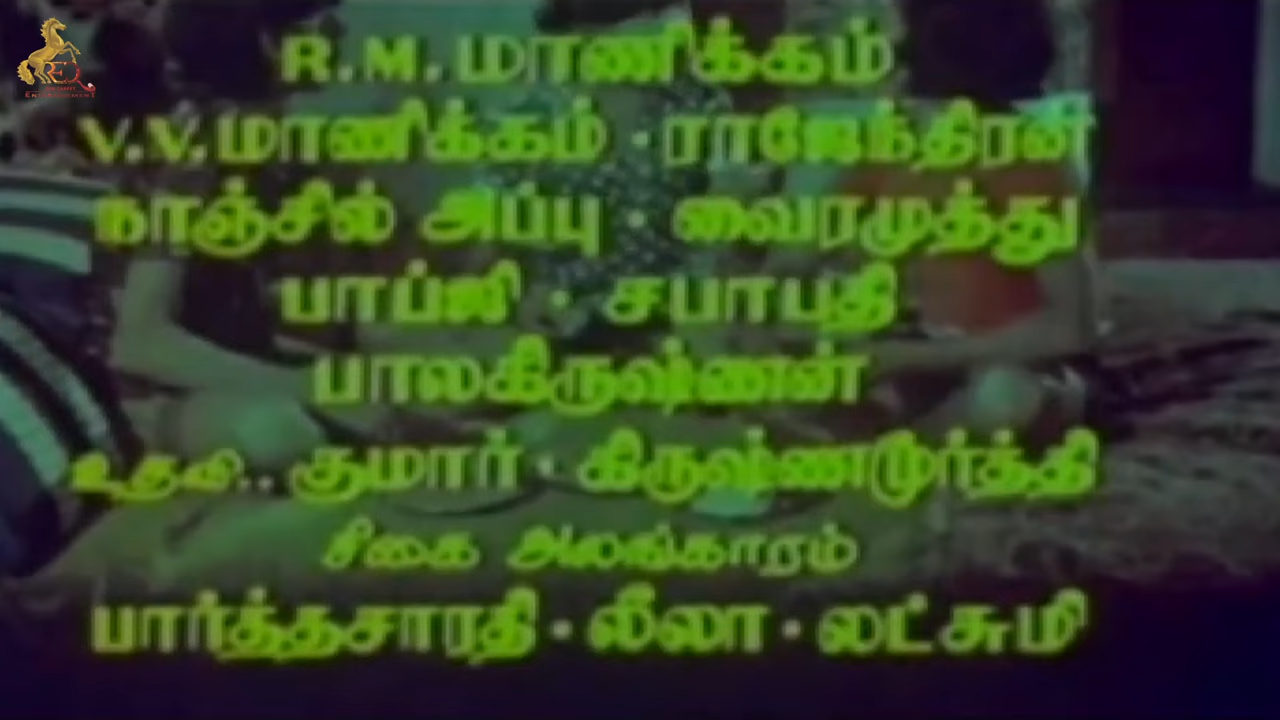 R.M.மாணிக்கம்
V.V.மாணிக்கம் · ராஜேந்திரன்
நாஞ்சில் அப்பு · வைரமுத்து
பாப்ஜி · சபாபதி
பாலகிருஷ்ணன்
உதவி.. குமார் · கிருஷ்ணமூர்த்தி
சிகை அலங்காரம்
பார்த்தசாரதி · லீலா · லட்சுமி